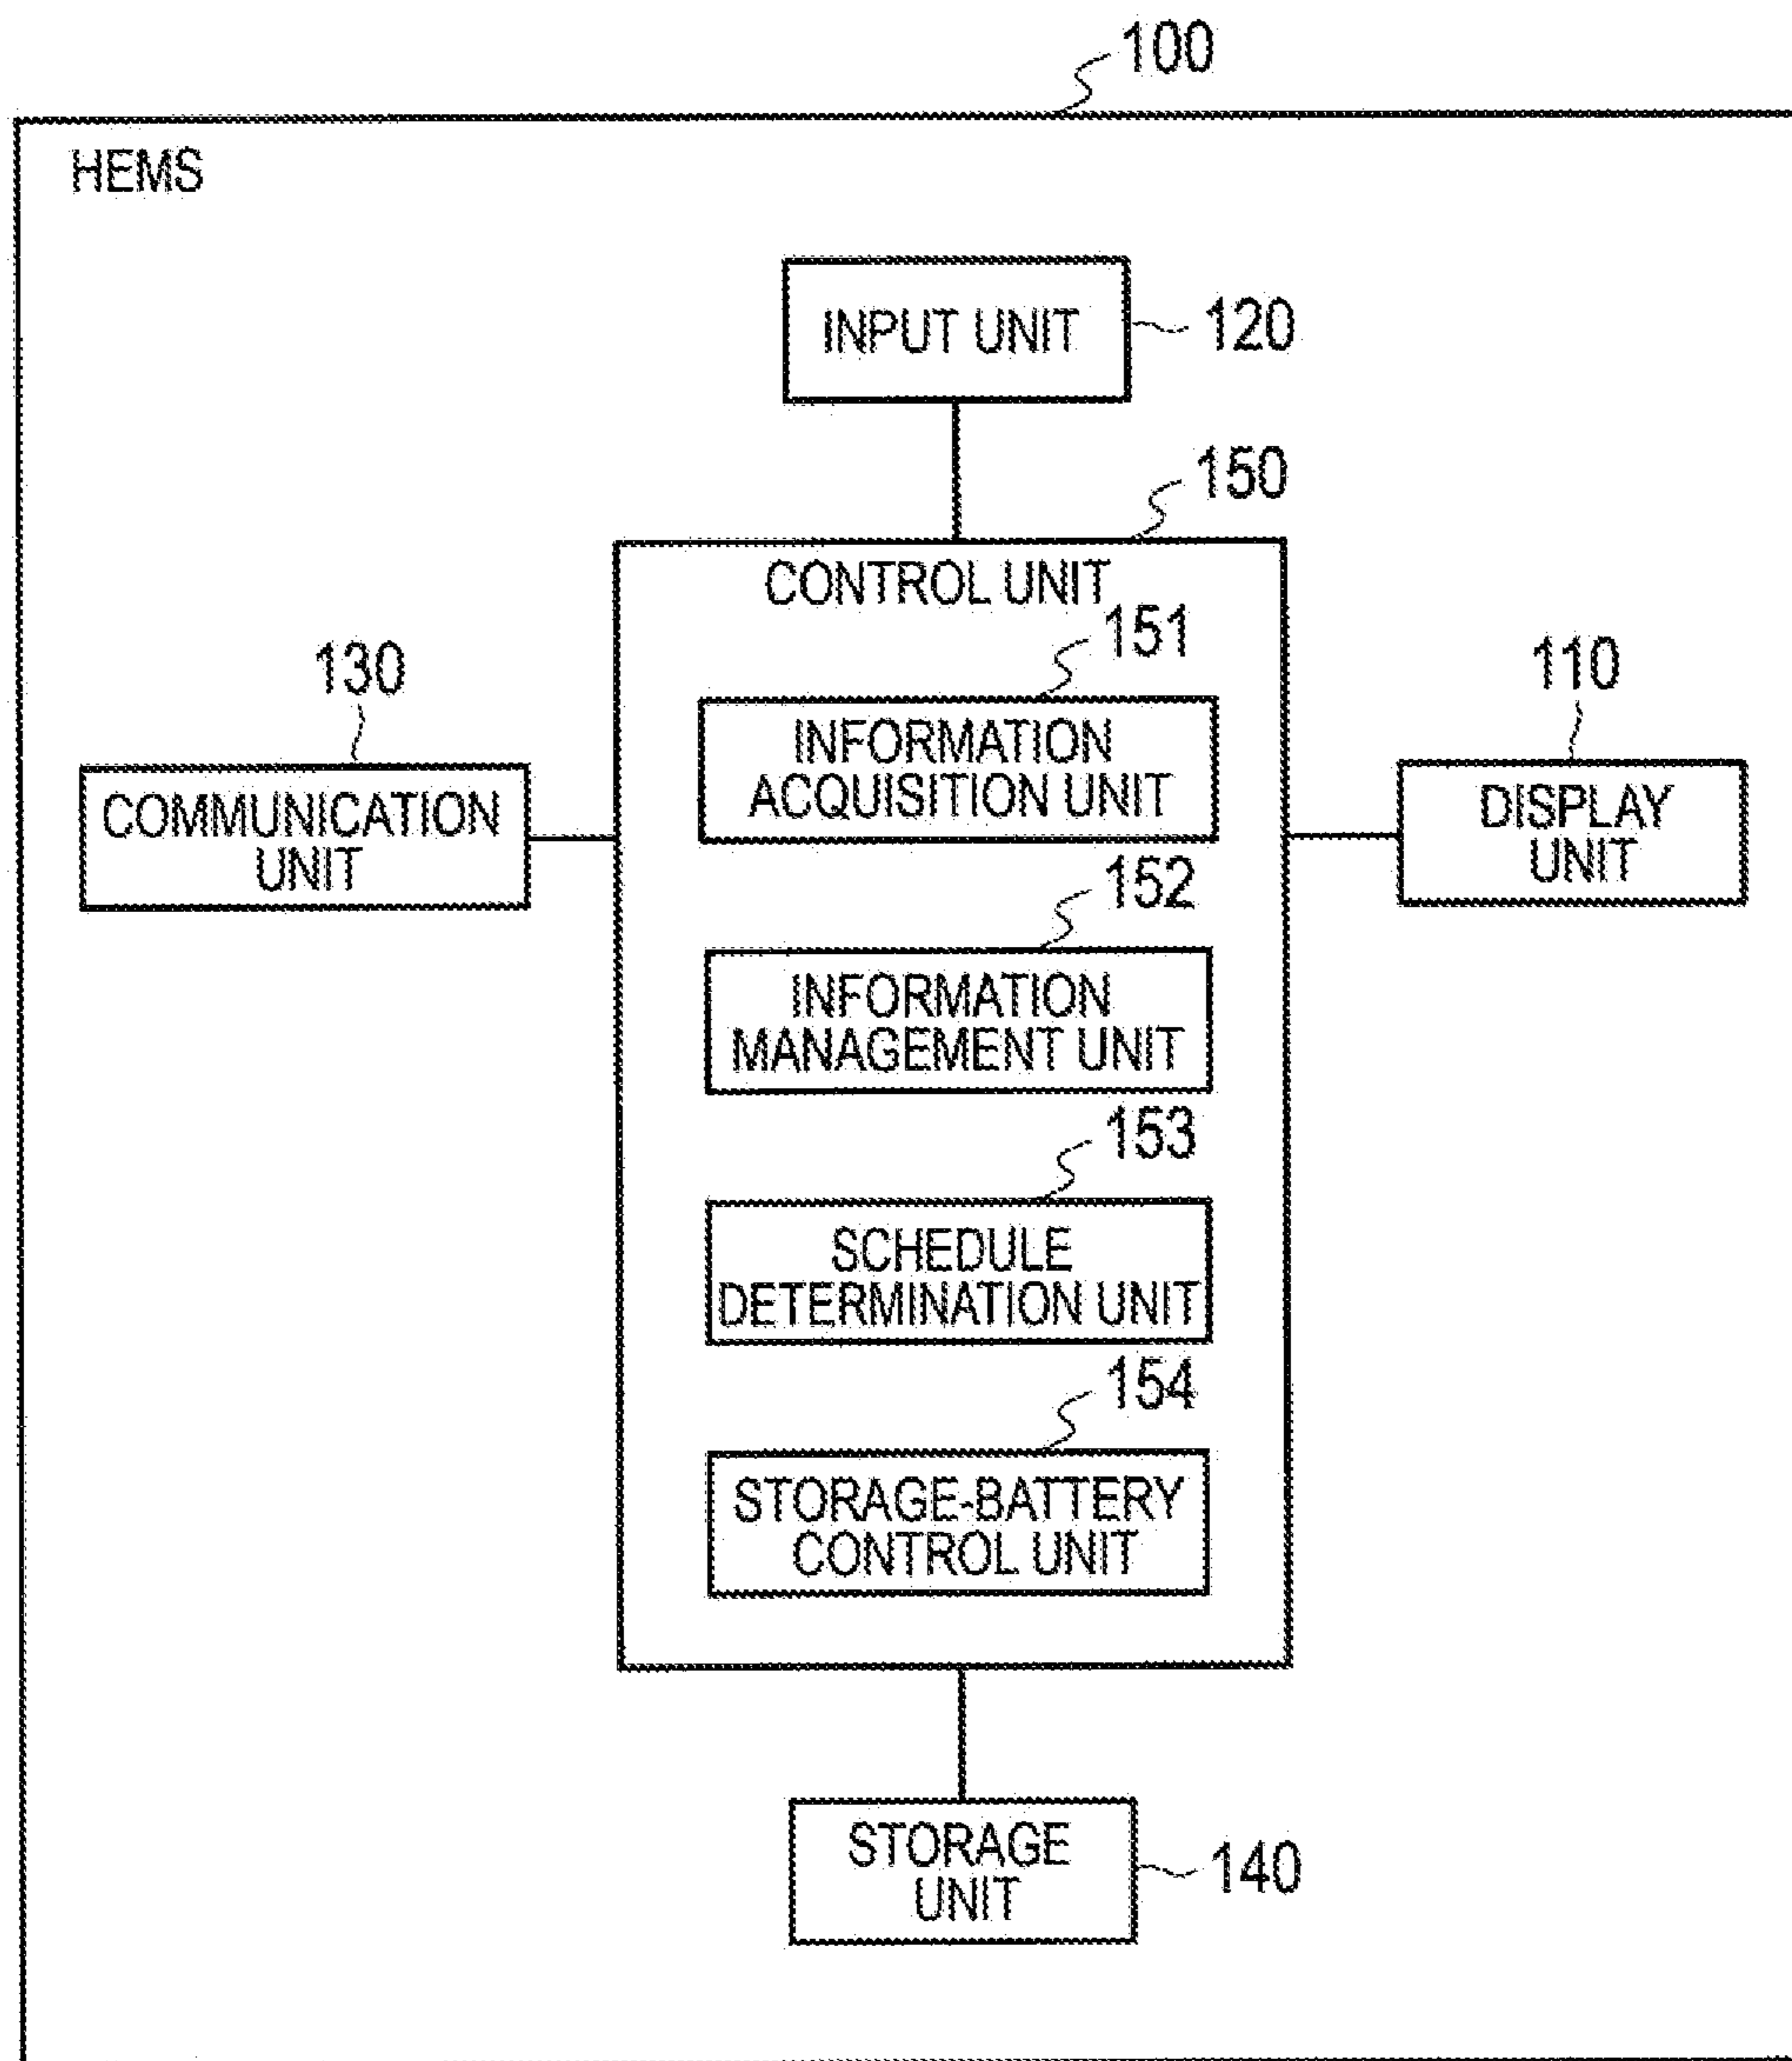 100
HEMS
INPUT UNIT
120
150
CONTROL UNIT
151
130
110
INFORMATION
ACQUISITION UNIT
COMMUNICATION
UNIT
DISPLAY
UNIT
152
INFORMATION
MANAGEMENT UNIT
153
SCHEDULE
DETERMINATION UNIT
154
STORAGE-BATTERY
CONTROL UNIT
STORAGE
UNIT
140